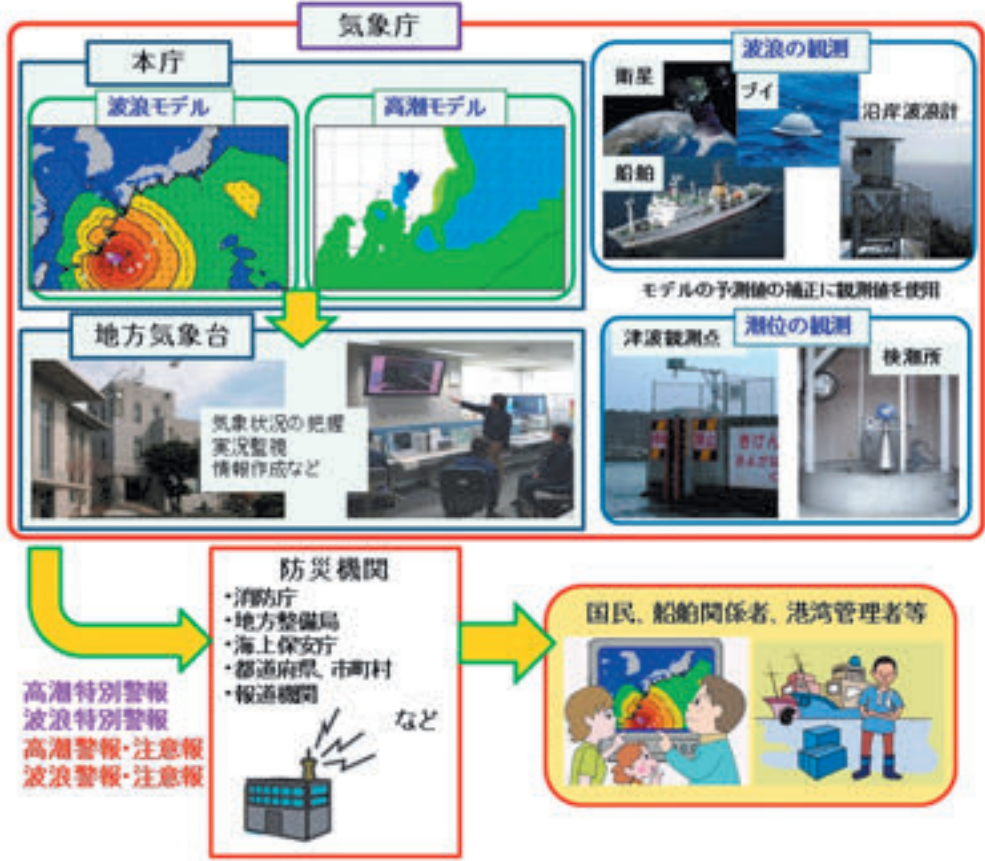 気象庁
本庁
波浪モデル
高潮モデル
波浪の観測
衛星
ブイ
沿岸波浪計
船舶
モデルの予測値の補正に観測値を使用
地方気象台
気象状況の把握
実況監視
情報作成など
潮位の観測
津波観測点
検潮所
きけん
高潮特別警報
波浪特別警報
高潮警報・注意報
波浪警報・注意報
防災機関
・消防庁
・地方整備局
・海上保安庁
・都道府県、市町村
・報道機関
など
国民、船舶関係者、港湾管理者等